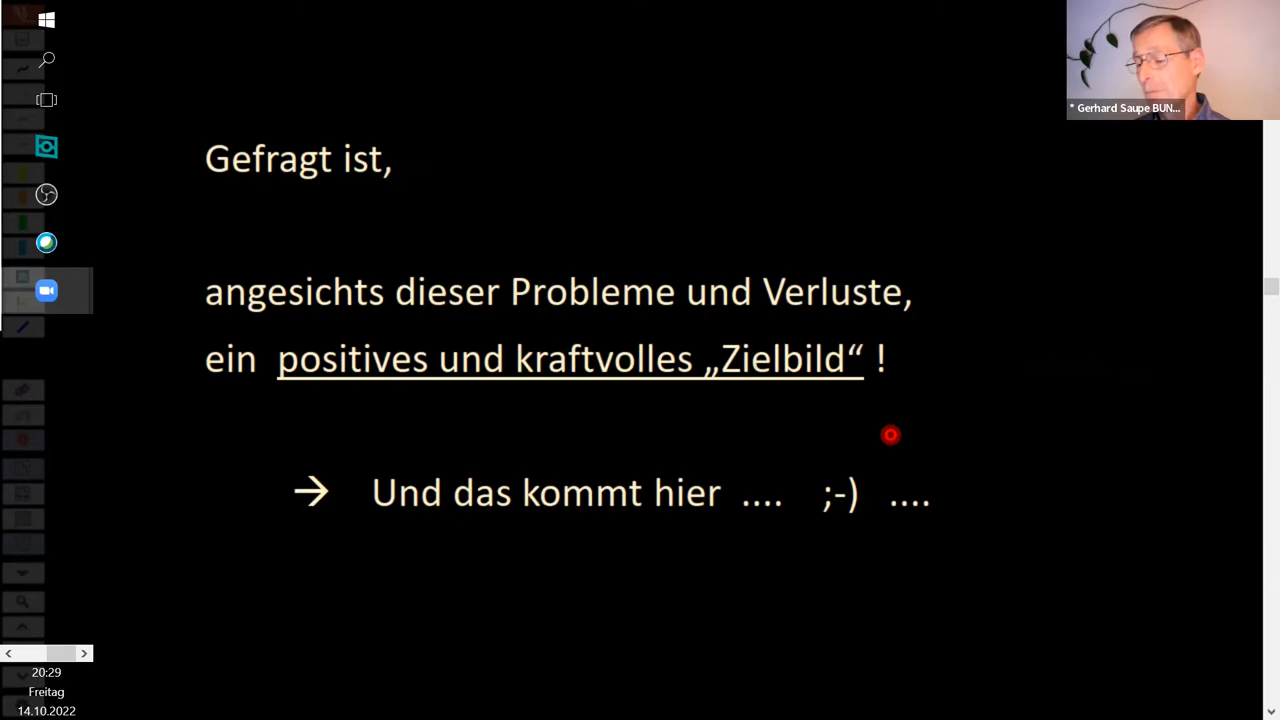 * Gerhard Saupe BUN...
Gefragt ist,
angesichts dieser Probleme und Verluste,
ein positives und kraftvolles „Zielbild“ !
→ Und das kommt hier .... ;-) ....
20:29
Freitag
14.10.2022